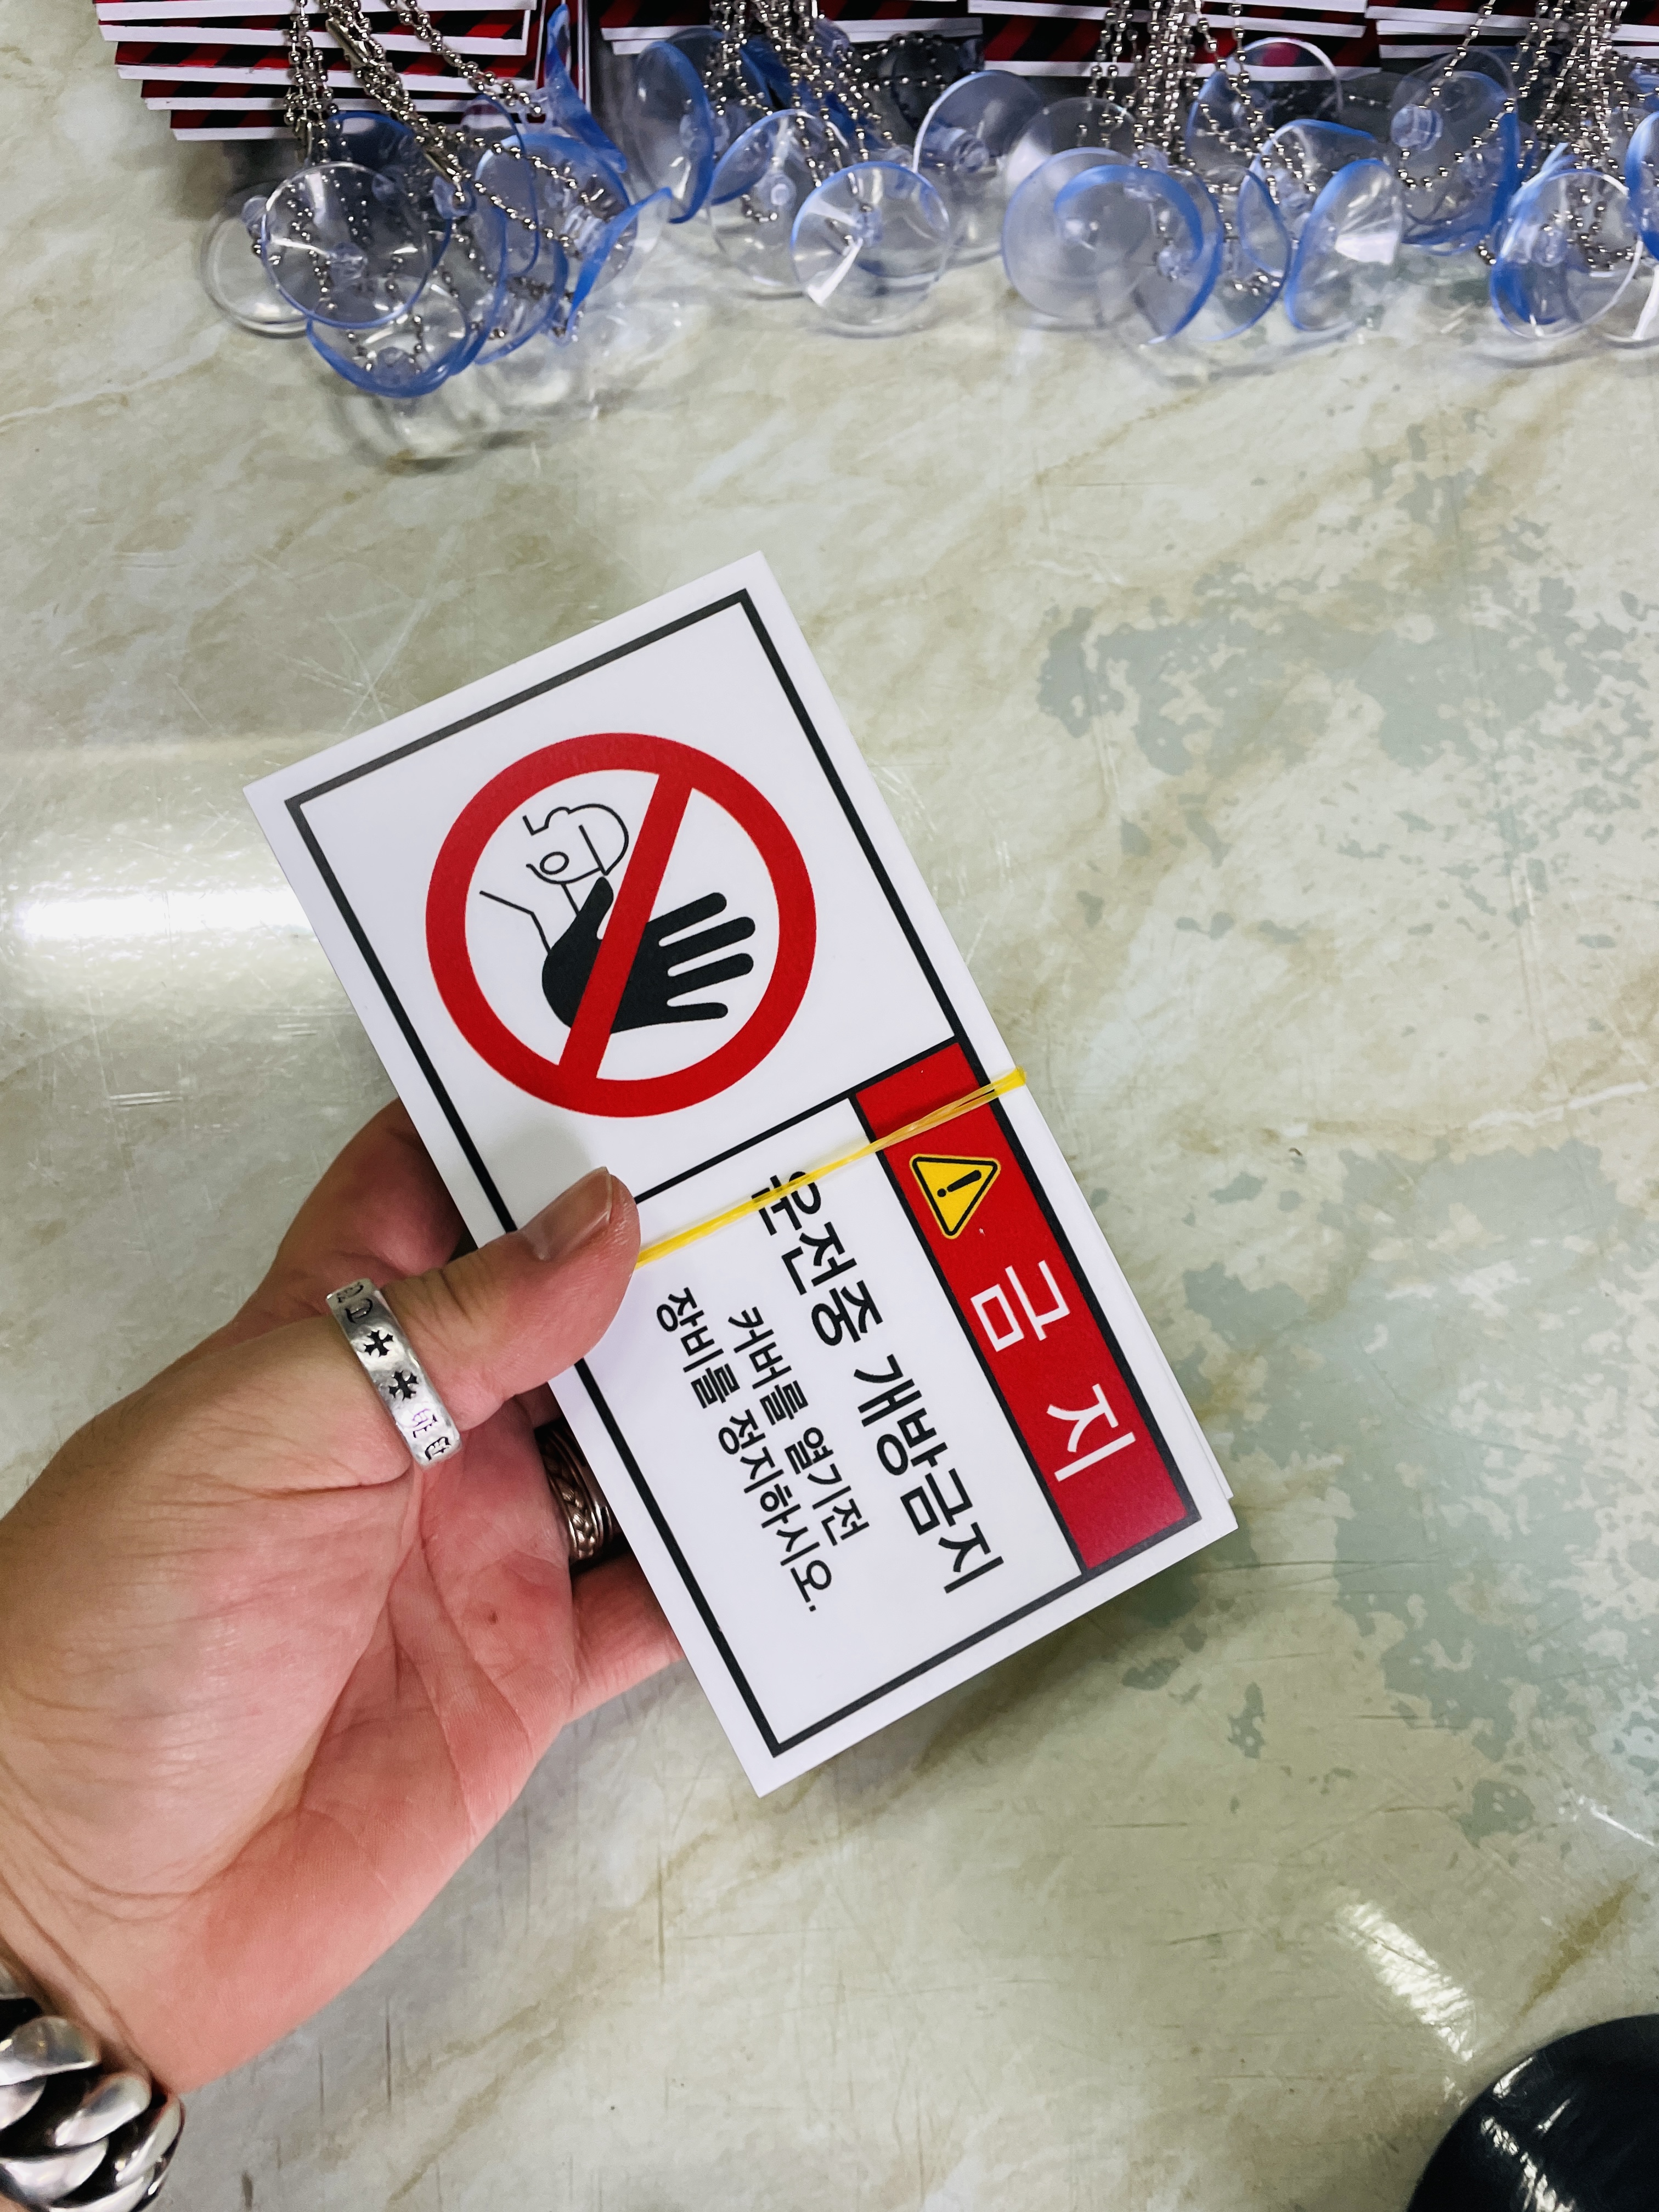 금지
운전중 개방금지
커버를 열기전
장비를 정지하시오.